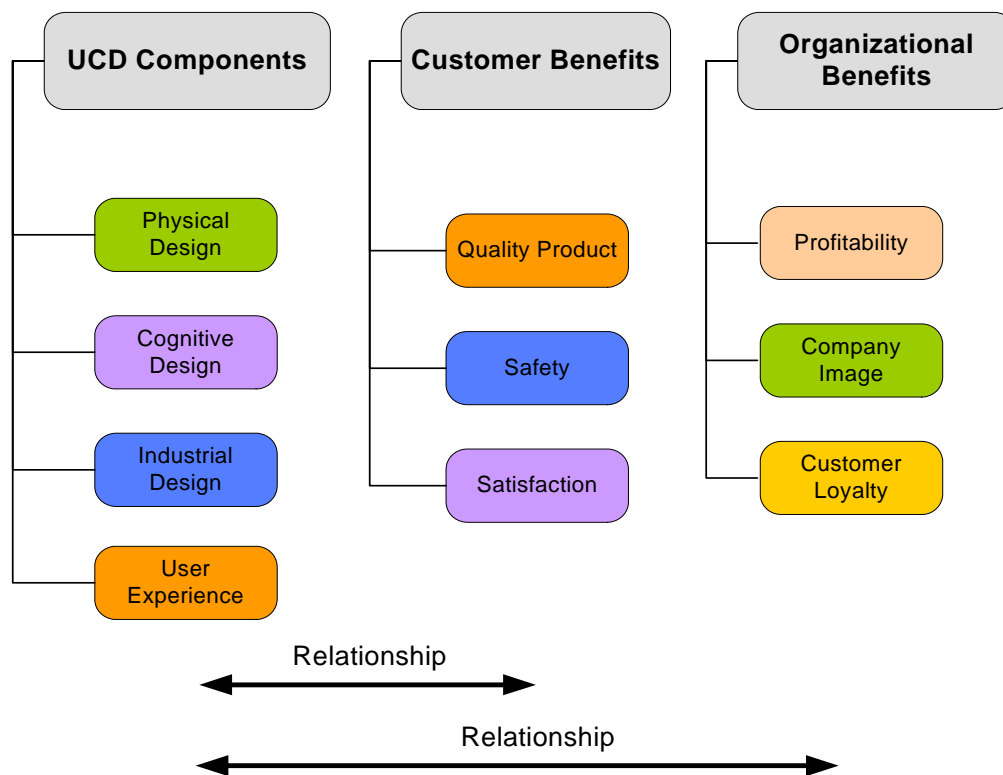 UCD Components
Customer Benefits
Organizational
Benefits
Physical
Design
Cognitive
Design
Industrial
Design
User
Experience
Quality Product
Safety
Satisfaction
Profitability
Company
Image
Customer
Loyalty
Relationship
Relationship